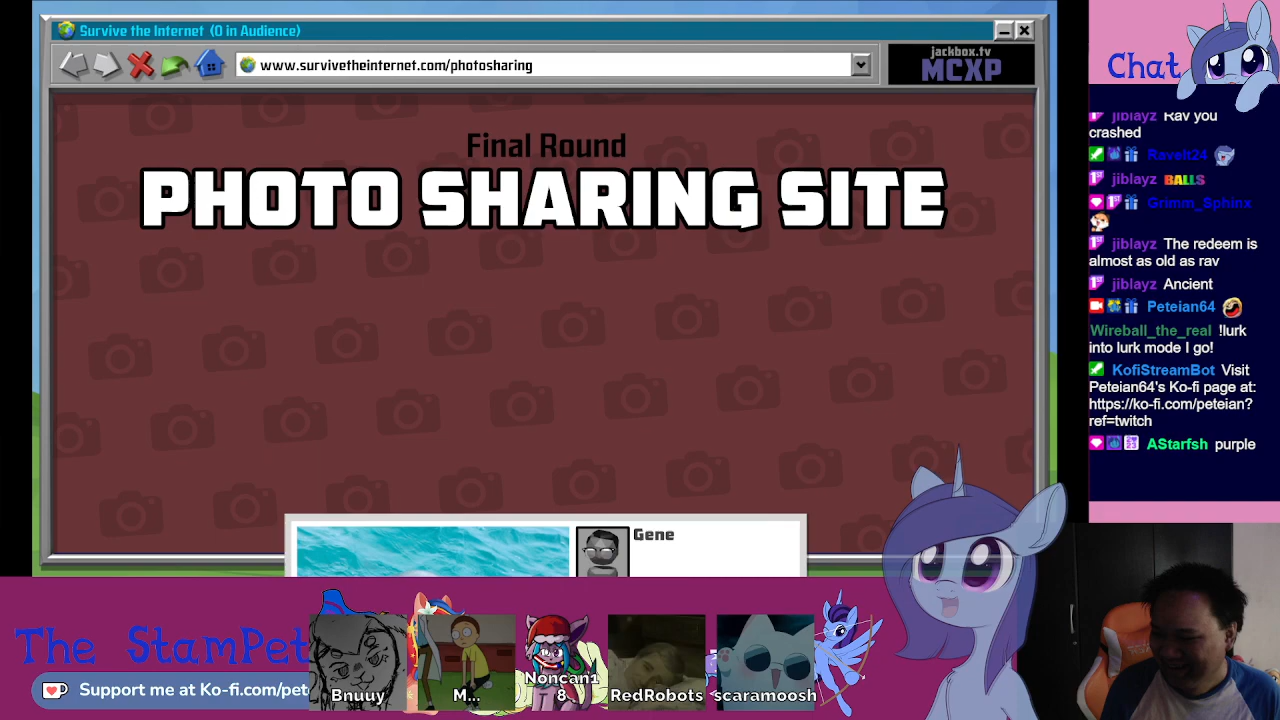 Survive the Internet (0 in Audience)
www.survivetheinternet.com/photosharing
jackbox.tv
MCXP
Final Round
PHOTO SHARING SITE
Gene
Chat
jiblayz Rav you
crashed
Ravelt24
jiblayz BALLS
Grimm_Sphinx
jiblayz The redeem is
almost as old as rav
jiblayz Ancient
Peteian64
Wireball_the_real !lurk
into lurk mode I go!
KofiStreamBot Visit
Peteian64's Ko-fi page at:
https://ko-fi.com/peteian?
ref=twitch
AStarfsh purple
The StamPet
Support me at Ko-fi.com/pet
Bnuuy
M...
Noncan1
8
RedRobots
scaramoosh